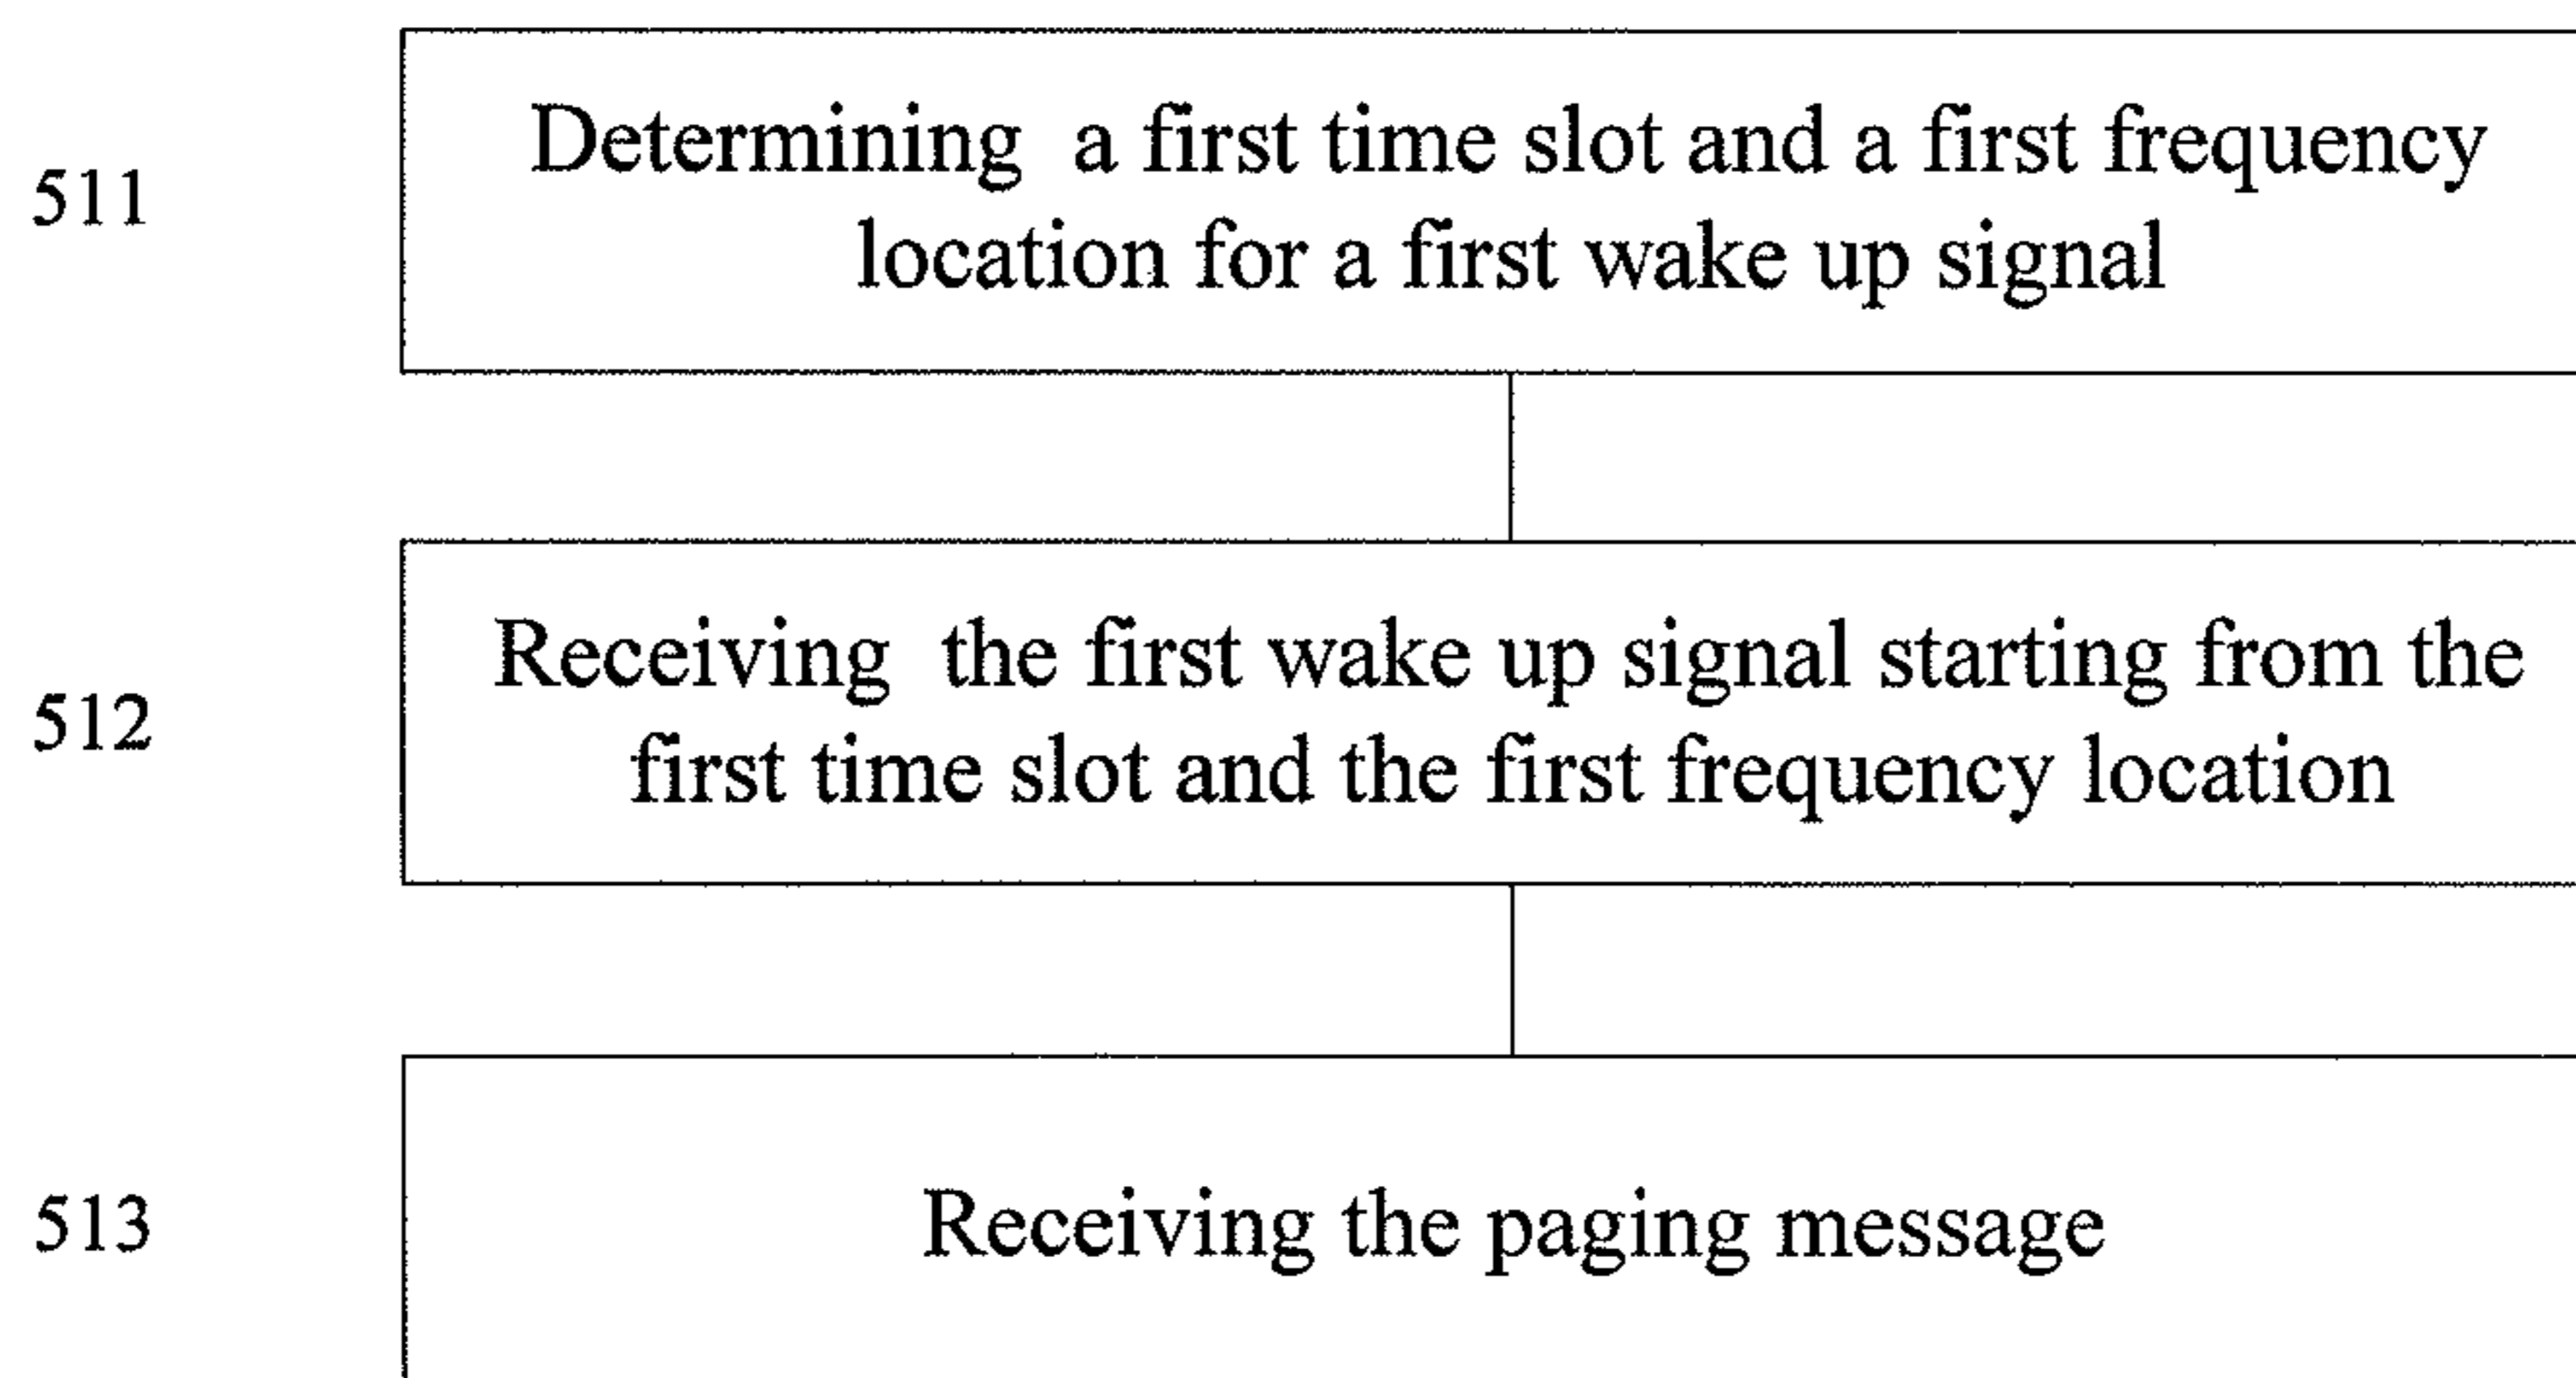 511
Determining a first time slot and a first frequency
location for a first wake up signal
512
Receiving the first wake up signal starting from the
first time slot and the first frequency location
513
Receiving the paging message